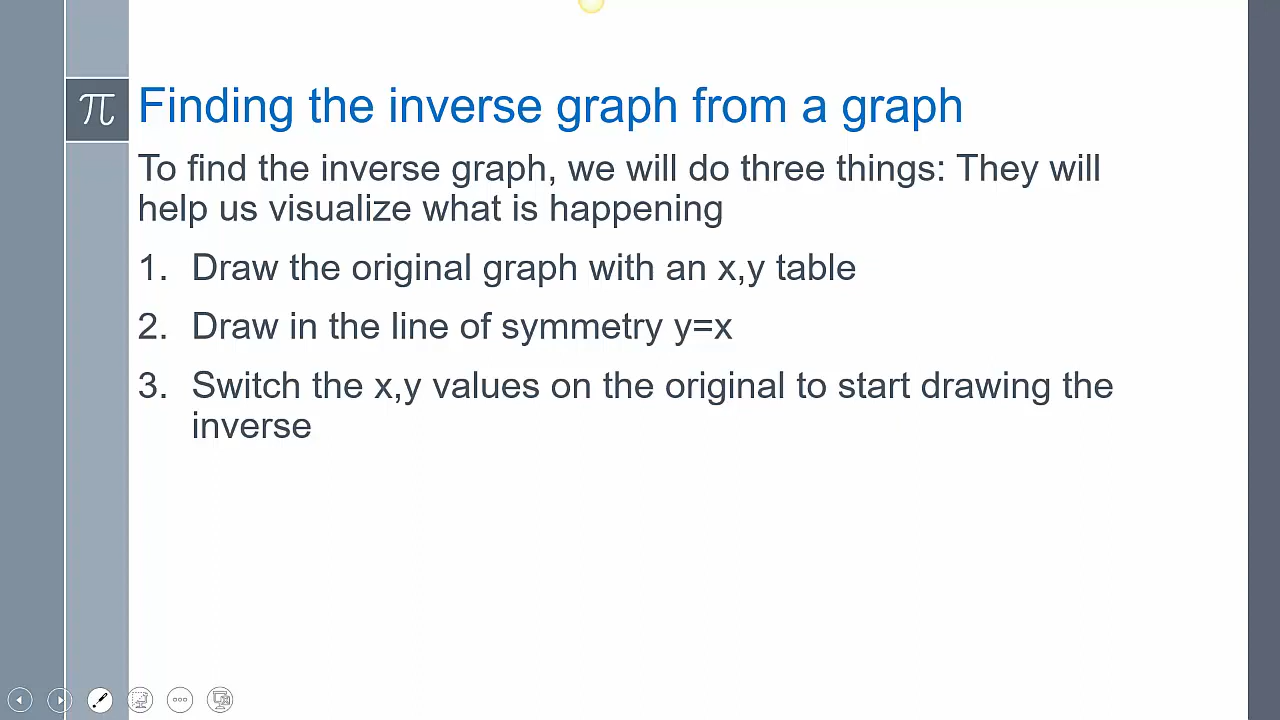 π
Finding the inverse graph from a graph
To find the inverse graph, we will do three things: They will
help us visualize what is happening
1. Draw the original graph with an x,y table
2. Draw in the line of symmetry y=x
3. Switch the x,y values on the original to start drawing the
inverse